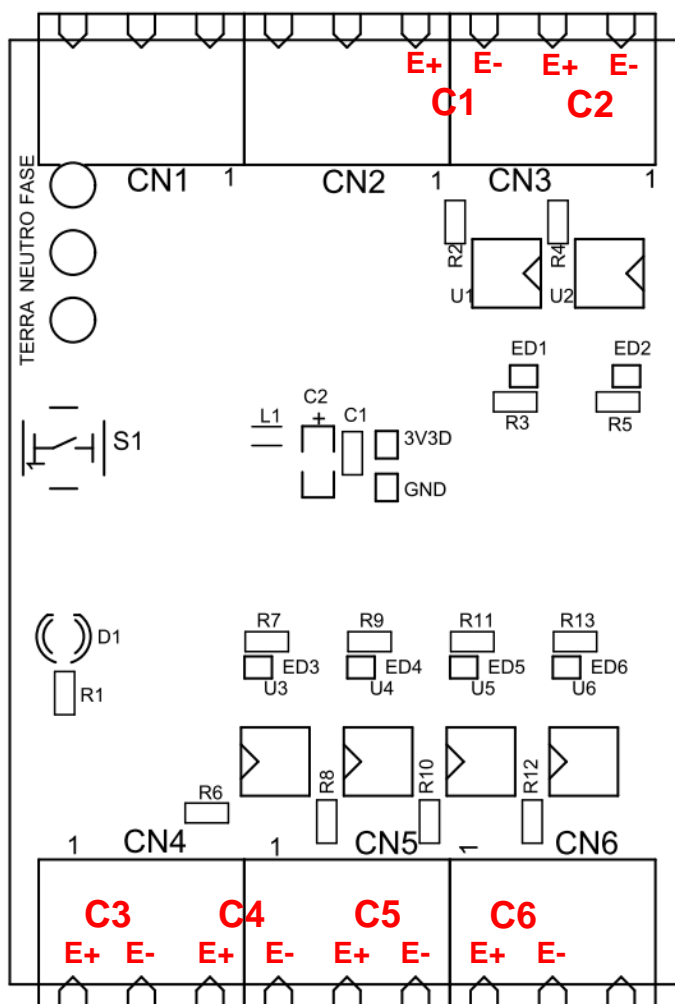 E+ E- E+ E-
C1 C2
CN1 1 CN2 1 CN3 1
TERRA NEUTRO FASE
R2 R4
U1 U2
ED1 ED2
R3 R5
C2
+
L1 C1 3V3D
S1
1
GND
R7 R9 R11 R13
D1
ED3 ED4 ED5 ED6
U3 U4 U5 U6
R1
R6 R8 R10 R12
1 CN4 1 CN5 1 CN6
C3 C4 C5 C6
E+ E- E+ E- E+ E- E+ E-